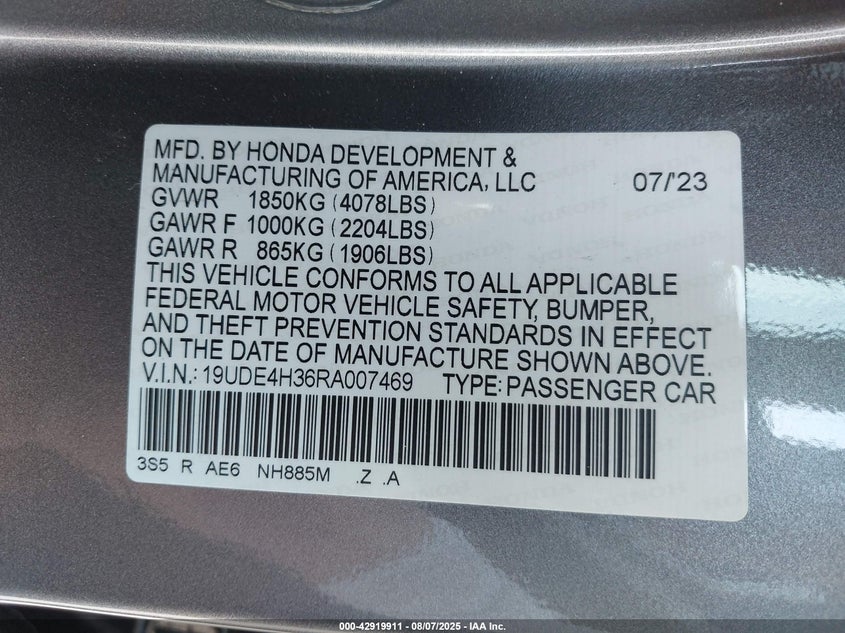 MFD. BY HONDA DEVELOPMENT &
MANUFACTURING OF AMERICA, LLC 07/'23
GVWR 1850KG (4078LBS)
GAWR F 1000KG (2204LBS)
GAWR R 865KG (1906LBS)
THIS VEHICLE CONFORMS TO ALL APPLICABLE
FEDERAL MOTOR VEHICLE SAFETY, BUMPER,
AND THEFT PREVENTION STANDARDS IN EFFECT
ON THE DATE OF MANUFACTURE SHOWN ABOVE.
V.I.N.: 19UDE4H36RA007469 TYPE: PASSENGER CAR
3S5 R AE6 NH885M .Z .A
000-42919911 - 08/07/2025 - IAA Inc.